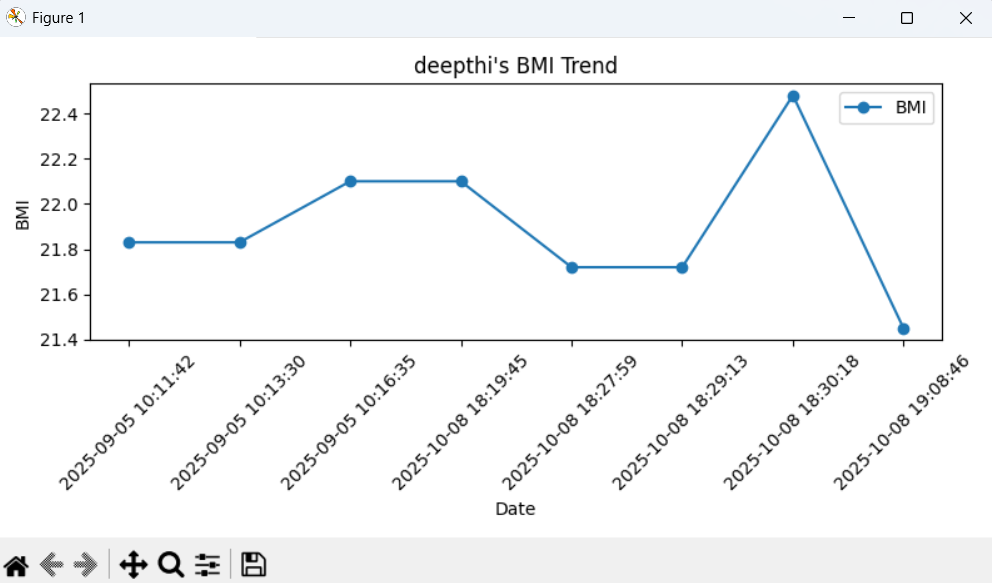 Figure 1
deepthi's BMI Trend
BMI
22.4
22.2
22.0
21.8
21.6
21.4
BMI
2025-09-05 10:11:42
2025-09-05 10:13:30
2025-09-05 10:16:35
2025-10-08 18:19:45
2025-10-08 18:27:59
2025-10-08 18:29:13
2025-10-08 18:30:18
2025-10-08 19:08:46
Date